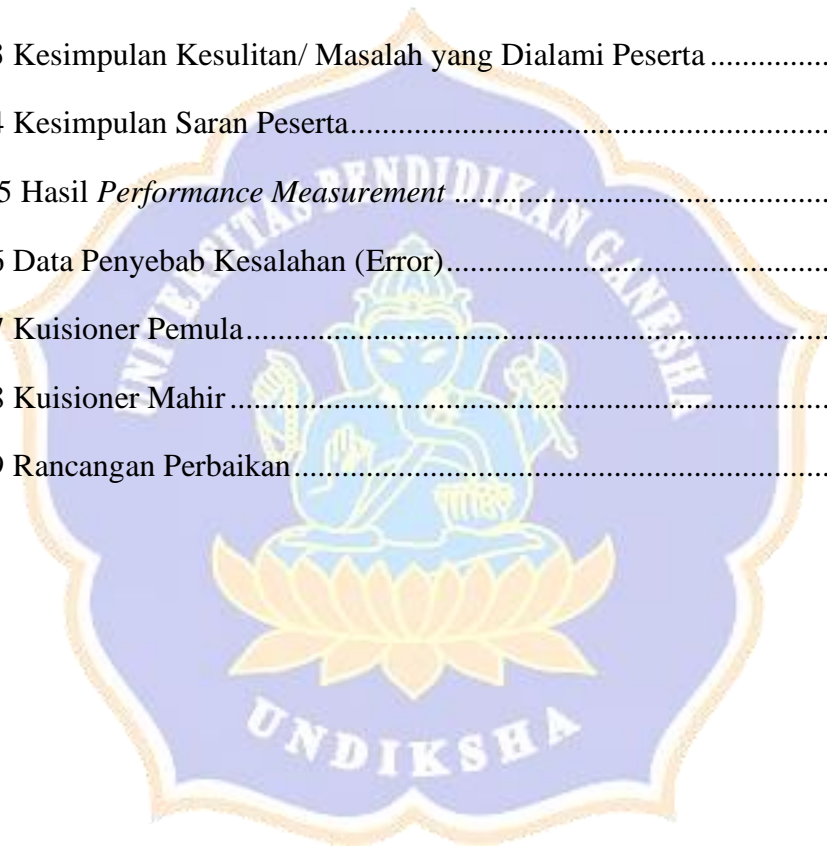 3 Kesimpulan Kesulitan/ Masalah yang Dialami Peserta ...............
4 Kesimpulan Saran Peserta...............
5 Hasil Performance Measurement ...............
6 Data Penyebab Kesalahan (Error)...............
7 Kuisioner Pemula...............
8 Kuisioner Mahir ...............
9 Rancangan Perbaikan...............
UNIVERSITAS PENDIDIKAN GANESHA
UNDIKSHA